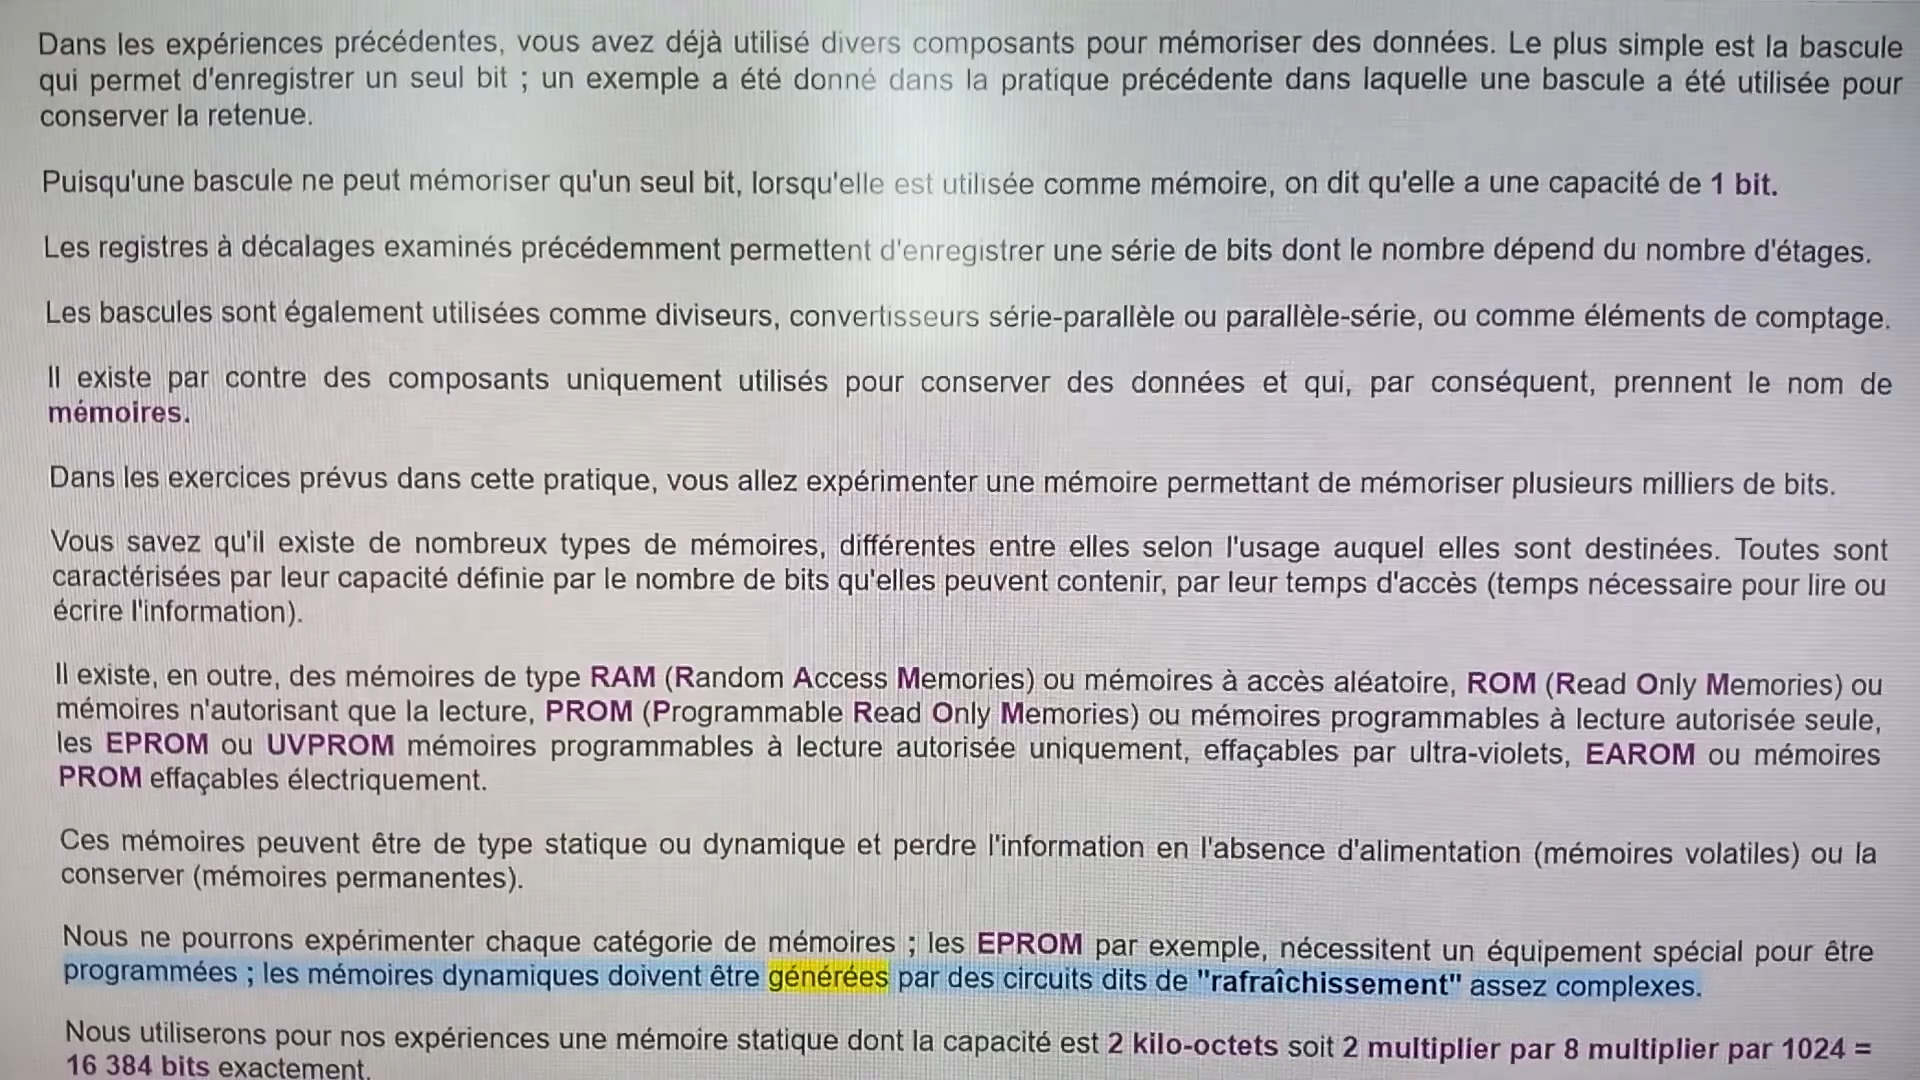 Dans les expériences précédentes, vous avez déjà utilisé divers composants pour mémoriser des données. Le plus simple est la bascule
qui permet d'enregistrer un seul bit ; un exemple a été donné dans la pratique précédente dans laquelle une bascule a été utilisée pour
conserver la retenue.
Puisqu'une bascule ne peut mémoriser qu'un seul bit, lorsqu'elle est utilisée comme mémoire, on dit qu'elle a une capacité de 1 bit.
Les registres à décalages examinés précédemment permettent d'enregistrer une série de bits dont le nombre dépend du nombre d'étages.
Les bascules sont également utilisées comme diviseurs, convertisseurs série-parallèle ou parallèle-série, ou comme éléments de comptage.
Il existe par contre des composants uniquement utilisés pour conserver des données et qui, par conséquent, prennent le nom de
mémoires.
Dans les exercices prévus dans cette pratique, vous allez expérimenter une mémoire permettant de mémoriser plusieurs milliers de bits.
Vous savez qu'il existe de nombreux types de mémoires, différentes entre elles selon l'usage auquel elles sont destinées. Toutes sont
caractérisées par leur capacité définie par le nombre de bits qu'elles peuvent contenir, par leur temps d'accès (temps nécessaire pour lire ou
écrire l'information).
Il existe, en outre, des mémoires de type RAM (Random Access Memories) ou mémoires à accès aléatoire, ROM (Read Only Memories) ou
mémoires n'autorisant que la lecture, PROM (Programmable Read Only Memories) ou mémoires programmables à lecture autorisée seule,
les EPROM ou UVPROM mémoires programmables à lecture autorisée uniquement, effaçables par ultra-violets, EAROM ou mémoires
PROM effaçables électriquement.
Ces mémoires peuvent être de type statique ou dynamique et perdre l'information en l'absence d'alimentation (mémoires volatiles) ou la
conserver (mémoires permanentes).
Nous ne pourrons expérimenter chaque catégorie de mémoires ; les EPROM par exemple, nécessitent un équipement spécial pour être
programmées ; les mémoires dynamiques doivent être générées par des circuits dits de "rafraîchissement" assez complexes.
Nous utiliserons pour nos expériences une mémoire statique dont la capacité est 2 kilo-octets soit 2 multiplier par 8 multiplier par 1024 =
16 384 bits exactement.